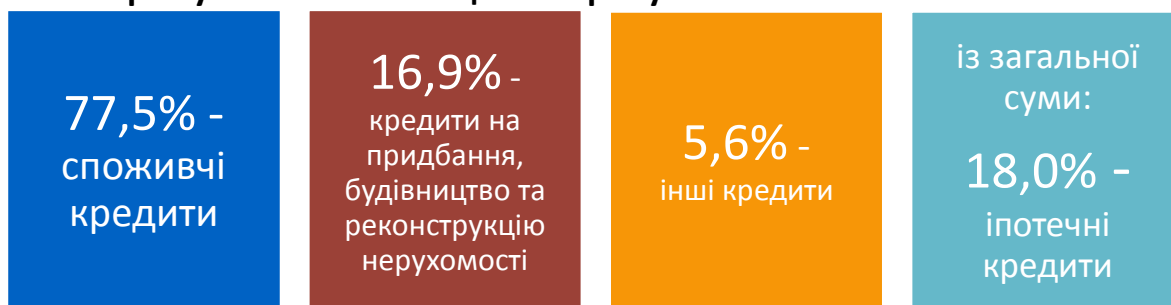 77,5% -
споживчі
кредити
16,9% -
кредити на
придбання,
будівництво та
реконструкцію
нерухомості
5,6% -
інші кредити
із загальної
суми:
18,0% -
іпотечні
кредити